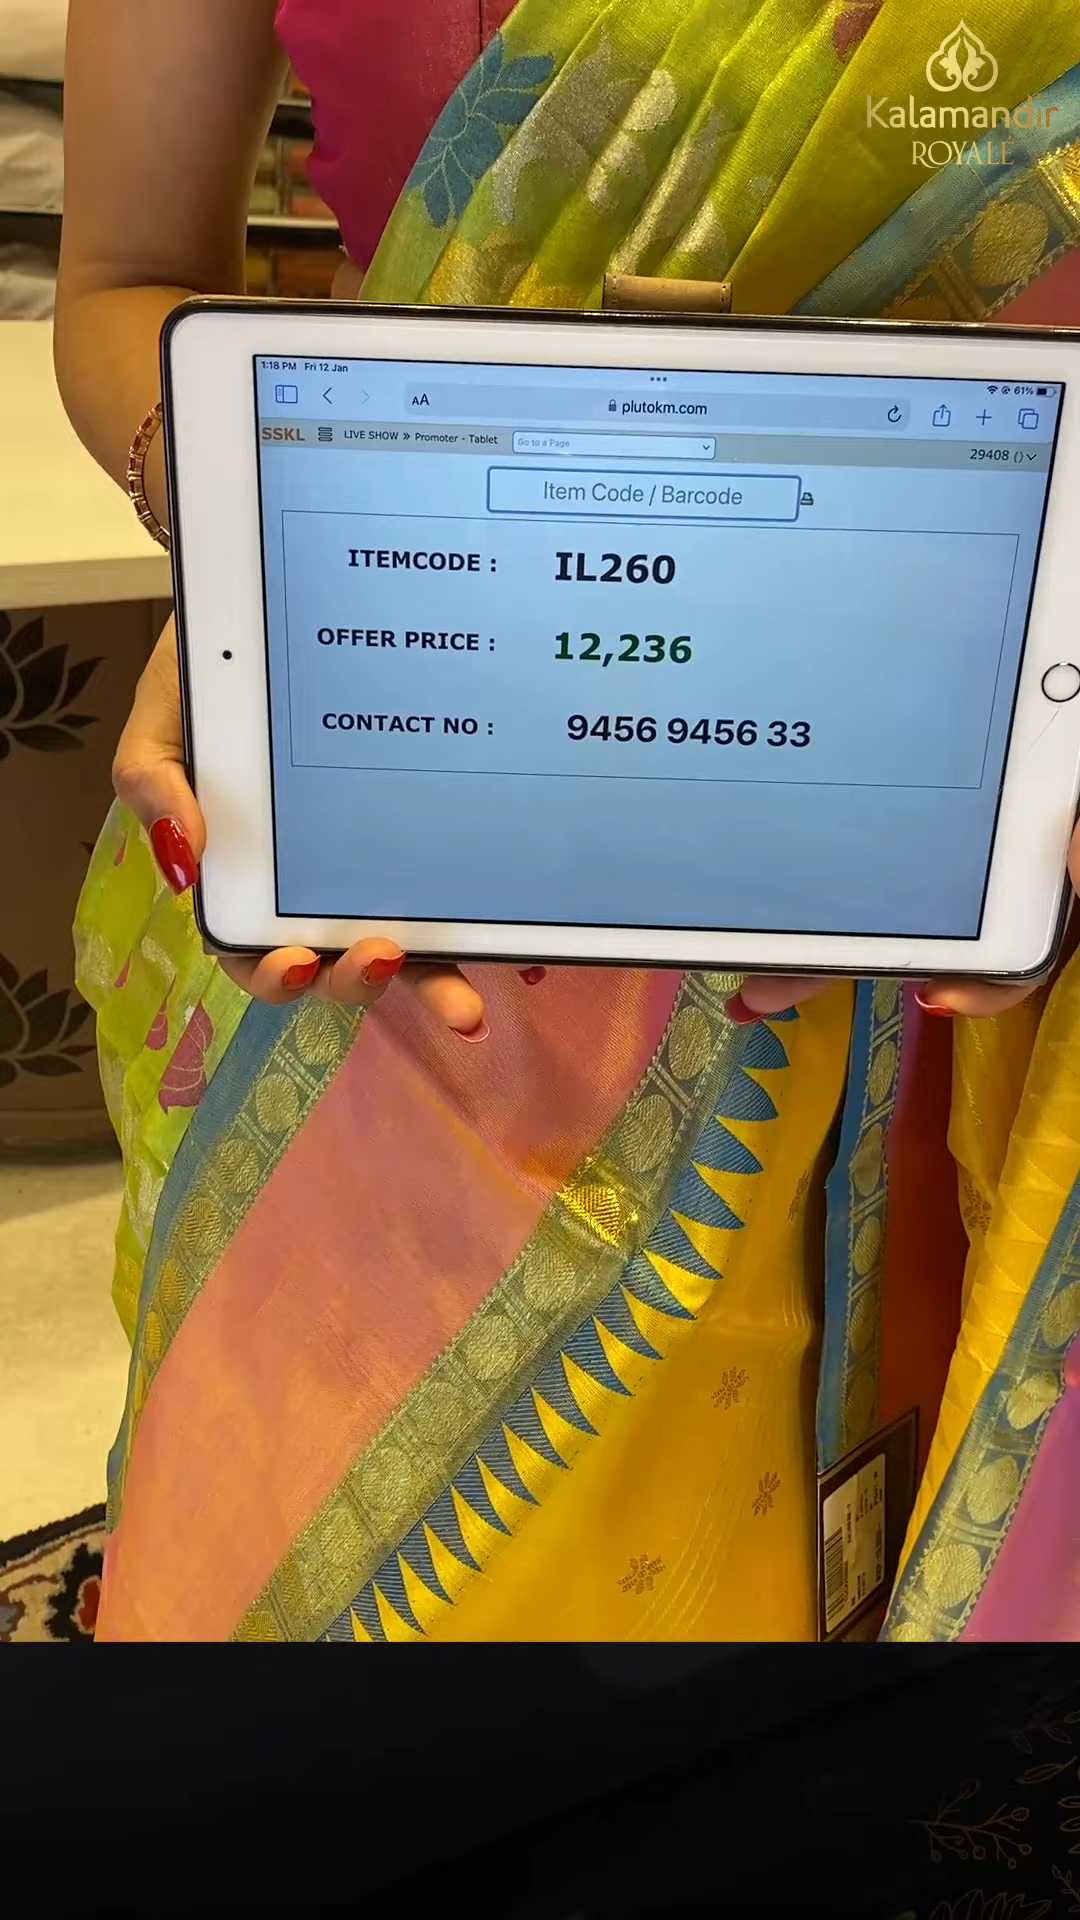 Kalamandir
ROYALE
1:18 PM Fri 12 Jan
61%
AA
plutokm.com
SSKL
LIVE SHOW » Promoter - Tablet
Go to a Page
29408 ()
Item Code / Barcode
ITEMCODE : IL260
OFFER PRICE : 12,236
CONTACT NO : 9456 9456 33